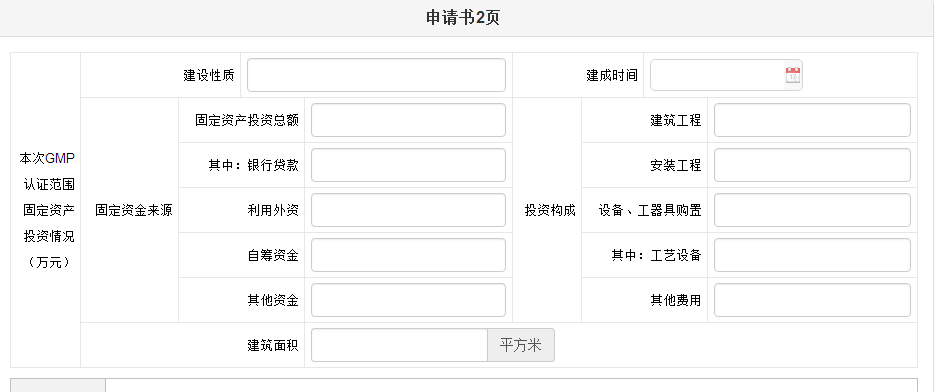 申请书2页
建设性质
建成时间
本次GMP
认证范围
固定资产
投资情况
（万元）
固定资金来源
固定资产投资总额
投资构成
建筑工程
其中：银行贷款
安装工程
利用外资
设备、工器具购置
自筹资金
其中：工艺设备
其他资金
其他费用
建筑面积
平方米